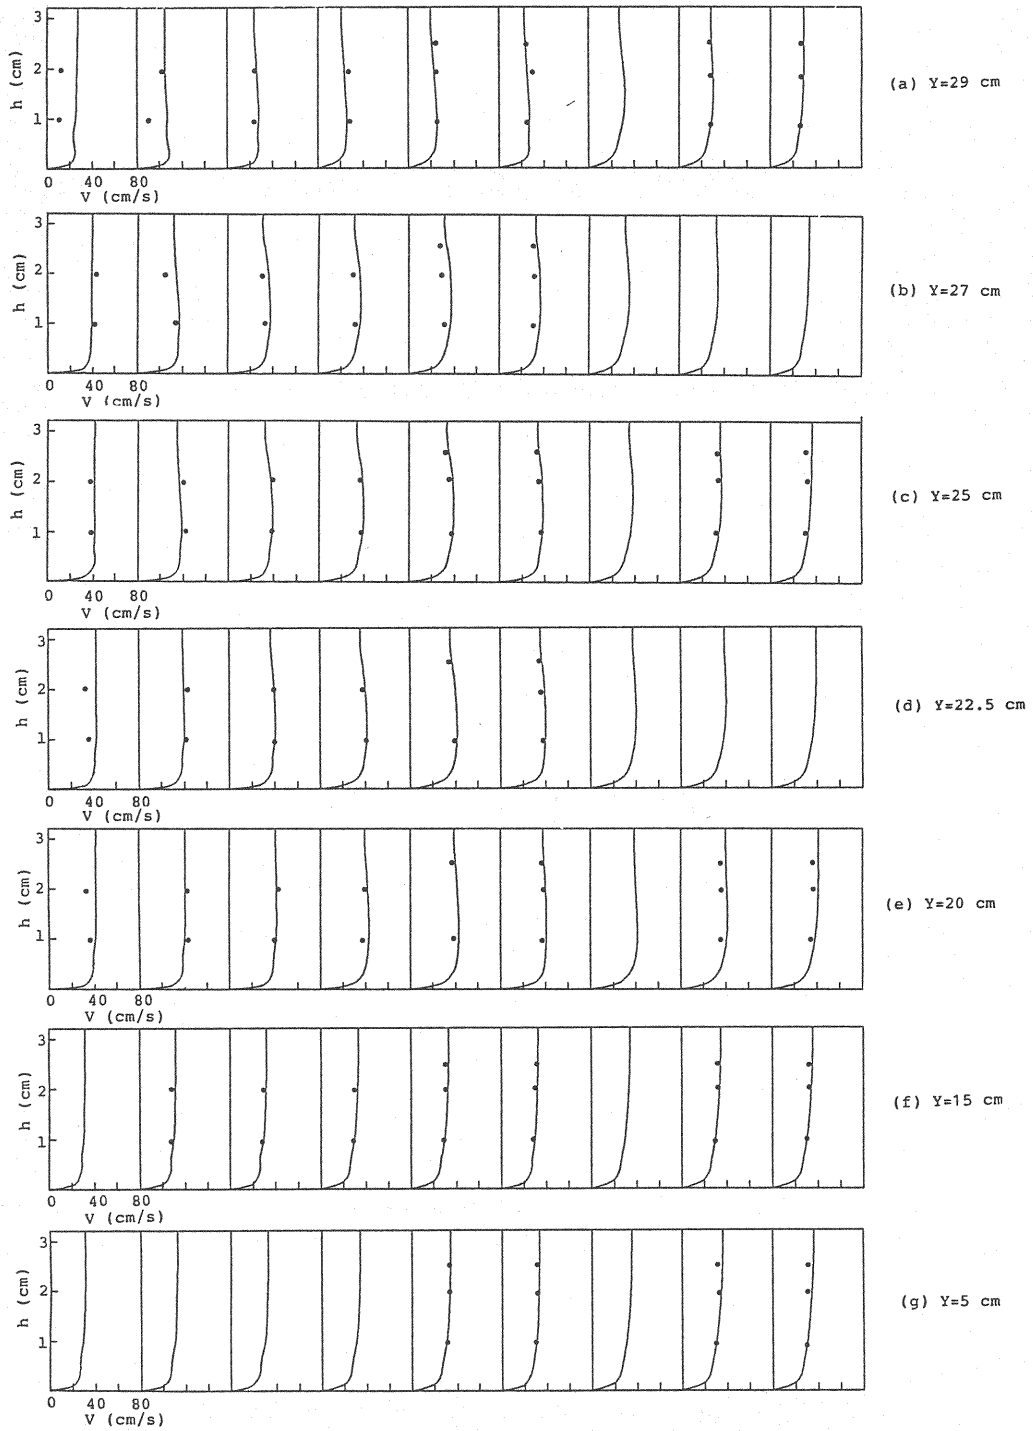 3
2
1
h (cm)
0 40 80
V (cm/s)
(a) Y=29 cm
3
2
1
h (cm)
0 40 80
V (cm/s)
(b) Y=27 cm
3
2
1
h (cm)
0 40 80
V (cm/s)
(c) Y=25 cm
3
2
1
h (cm)
0 40 80
V (cm/s)
(d) Y=22.5 cm
3
2
1
h (cm)
0 40 80
V (cm/s)
(e) Y=20 cm
3
2
1
h (cm)
0 40 80
V (cm/s)
(f) Y=15 cm
3
2
1
h (cm)
0 40 80
V (cm/s)
(g) Y=5 cm